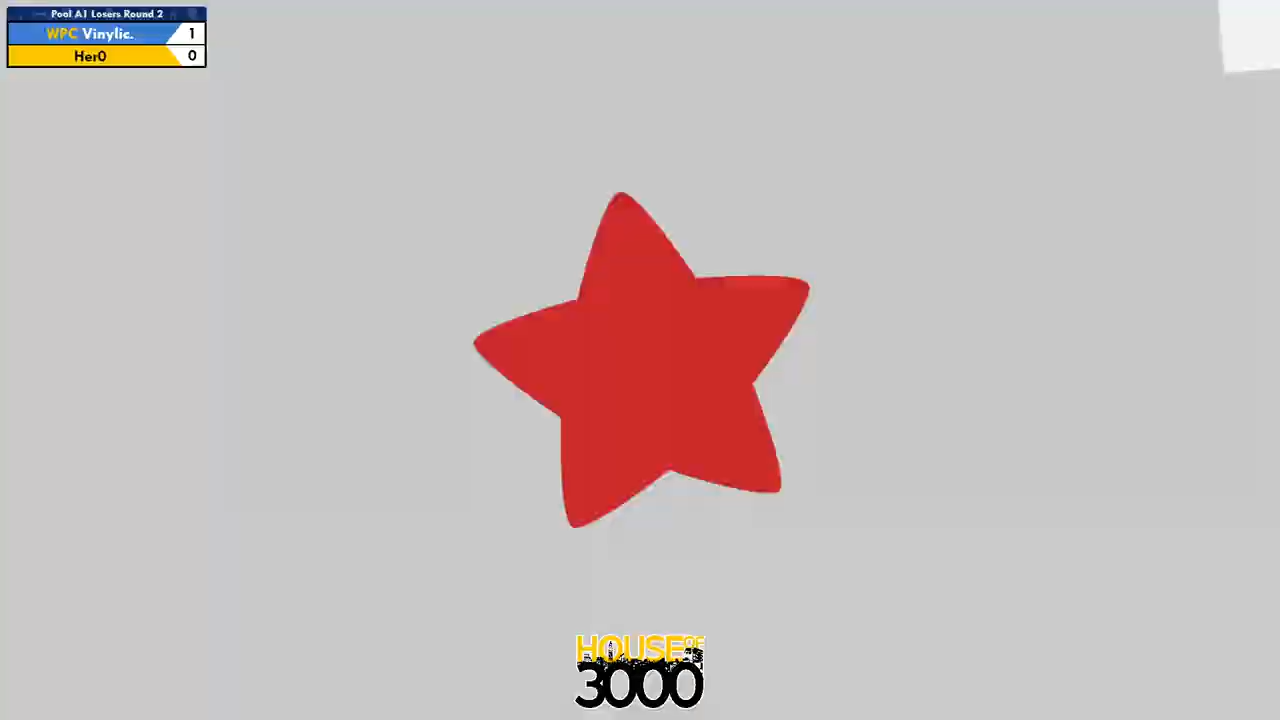 Pool A1 Losers Round 2
WPC Vinylic. 1
Her0 0
HOUSE OF
3000